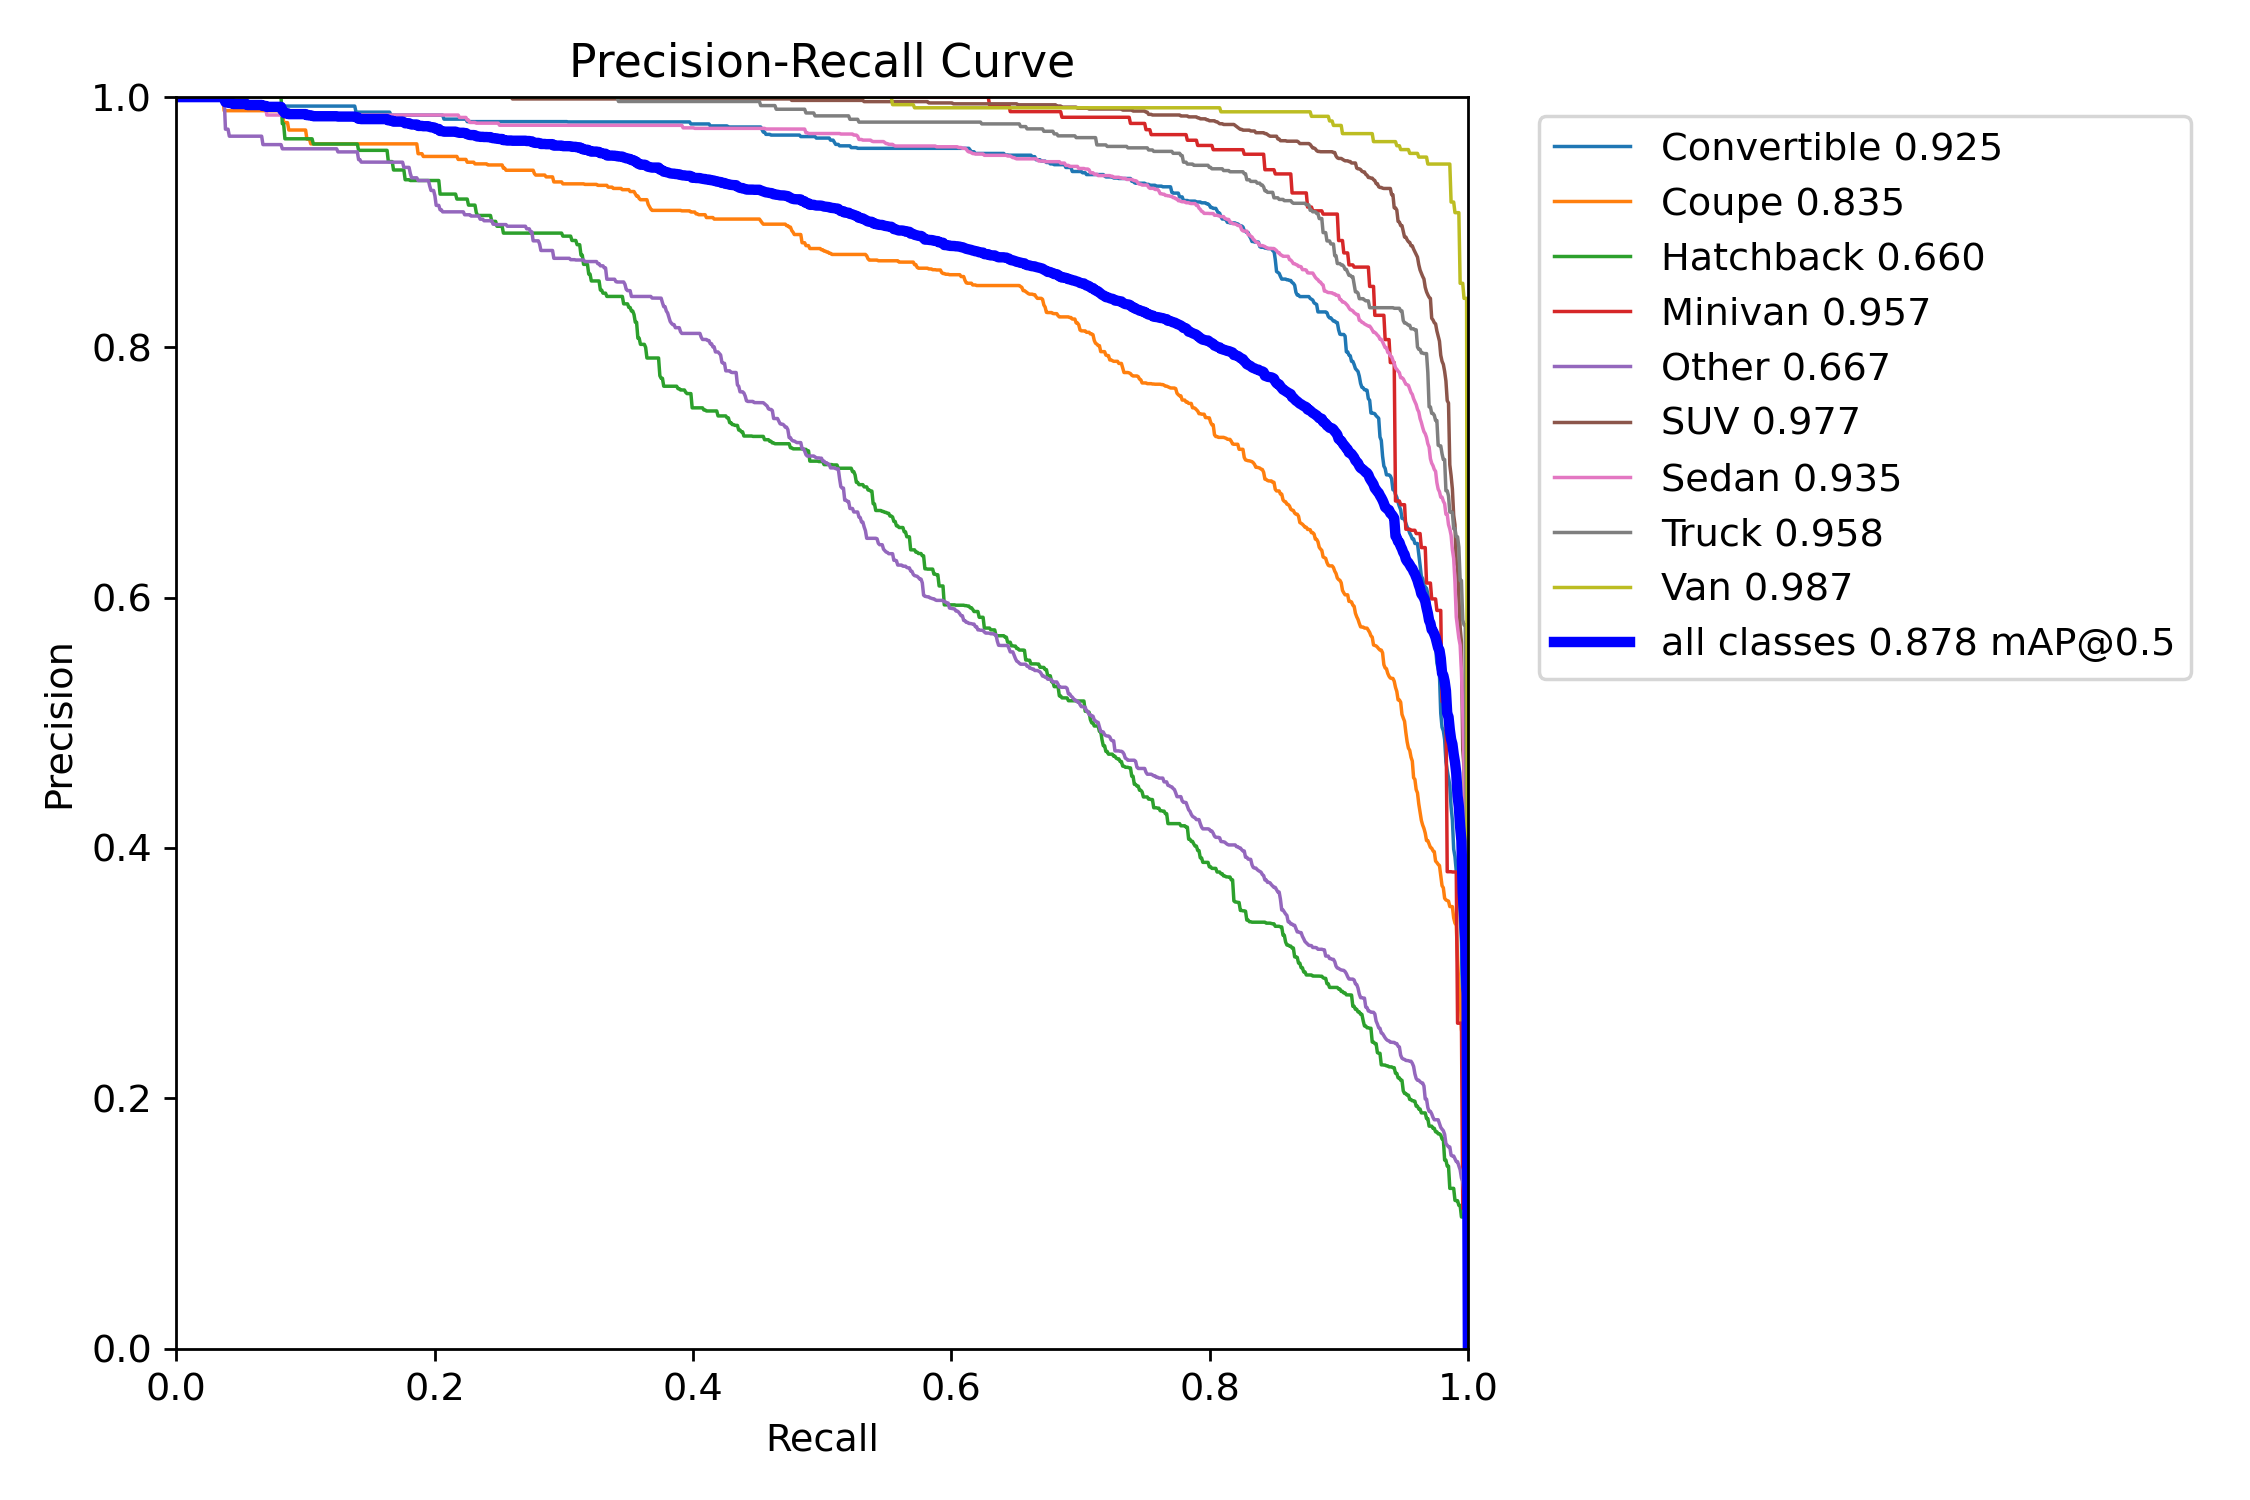 Precision-Recall Curve
1.0
0.8
0.6
0.4
0.2
0.0
Precision
0.0 0.2 0.4 0.6 0.8 1.0
Recall
Convertible 0.925
Coupe 0.835
Hatchback 0.660
Minivan 0.957
Other 0.667
SUV 0.977
Sedan 0.935
Truck 0.958
Van 0.987
all classes 0.878 mAP@0.5